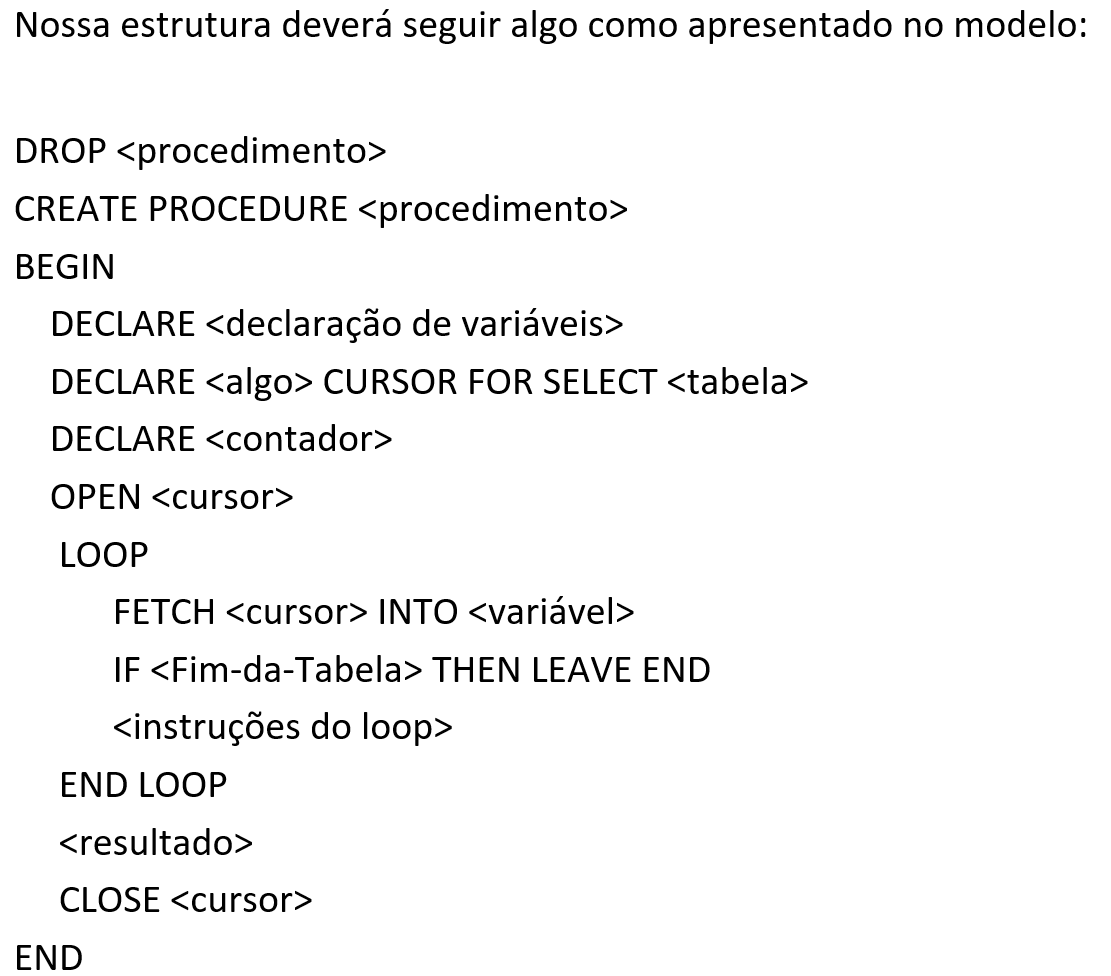 Nossa estrutura deverá seguir algo como apresentado no modelo:
DROP <procedimento>
CREATE PROCEDURE <procedimento>
BEGIN
DECLARE <declaração de variáveis>
DECLARE <algo> CURSOR FOR SELECT <tabela>
DECLARE <contador>
OPEN <cursor>
LOOP
FETCH <cursor> INTO <variável>
IF <Fim-da-Tabela> THEN LEAVE END
<instruções do loop>
END LOOP
<resultado>
CLOSE <cursor>
END